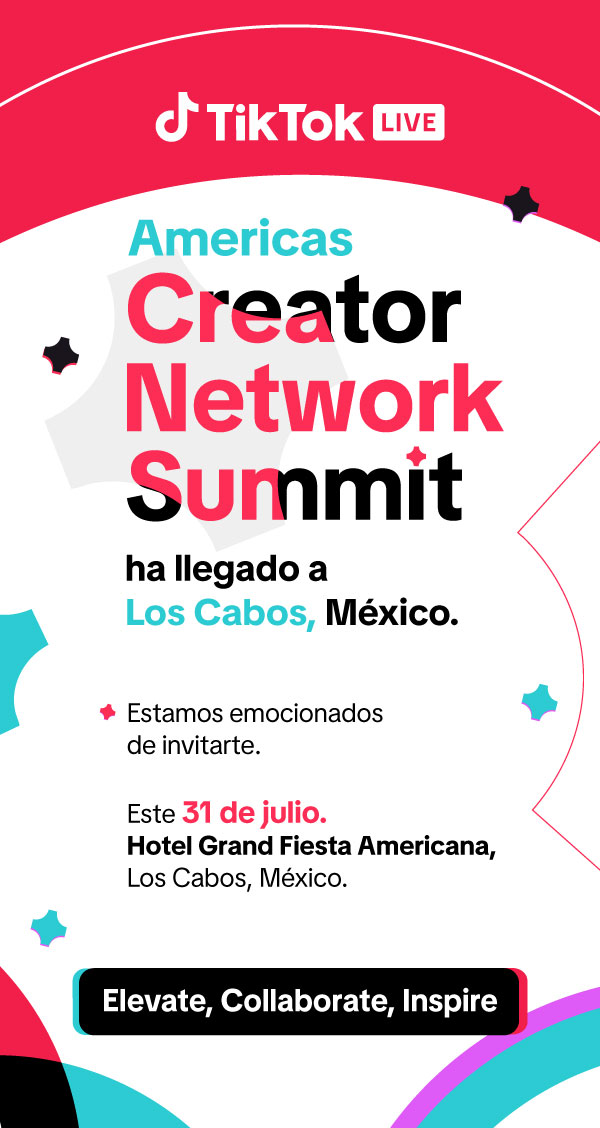 TikTok LIVE
Americas
Creator
Network
Summit
ha llegado a
Los Cabos, México.
Estamos emocionados
de invitarte.
Este 31 de julio.
Hotel Grand Fiesta Americana,
Los Cabos, México.
Elevate, Collaborate, Inspire